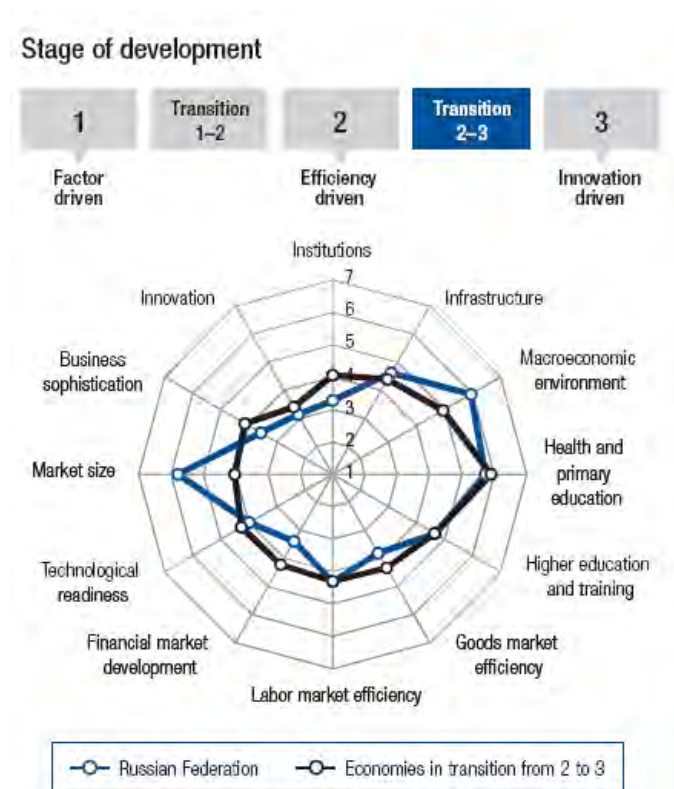 Stage of development
1
Transition
1–2
2
Transition
2–3
3
Factor
driven
Efficiency
driven
Innovation
driven
Institutions
Innovation
7
Infrastructure
6
Business
sophistication
5
Macroeconomic
environment
4
3
2
Market size
1
Health and
primary
education
Technological
readiness
Higher education
and training
Financial market
development
Goods market
efficiency
Labor market efficiency
Russian Federation
Economies in transition from 2 to 3